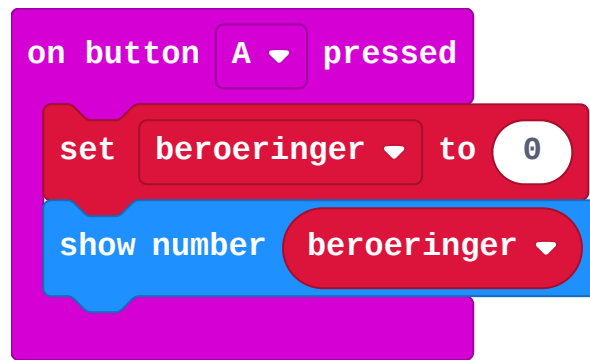 on button A pressed
set beroeringer to 0
show number beroeringer